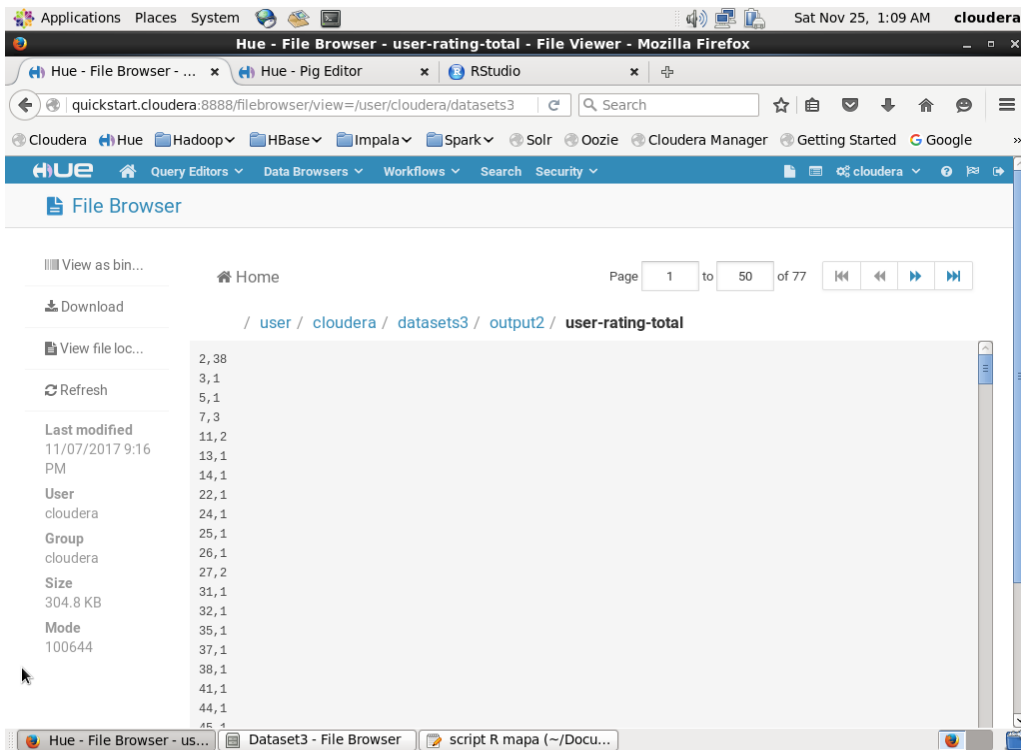 Applications Places System Sat Nov 25, 1:09 AM cloudera
Hue - File Browser - user-rating-total - File Viewer - Mozilla Firefox
Hue - File Browser - ... Hue - Pig Editor RStudio
quickstart.cloudera:8888/filebrowser/view=/user/cloudera/datasets3 Search
Cloudera Hue Hadoop HBase Impala Spark Solr Oozie Cloudera Manager Getting Started Google »
HUE Query Editors Data Browsers Workflows Search Security cloudera
File Browser
View as bin...
Home Page 1 to 50 of 77
Download
/ user / cloudera / datasets3 / output2 / user-rating-total
View file loc...
Refresh
Last modified
11/07/2017 9:16
PM
User
cloudera
Group
cloudera
Size
304.8 KB
Mode
100644
2,38
3,1
5,1
7,3
11,2
13,1
14,1
22,1
24,1
25,1
26,1
27,2
31,1
32,1
35,1
37,1
38,1
41,1
44,1
45,1
Hue - File Browser - us... Dataset3 - File Browser script R mapa (~/Docu...